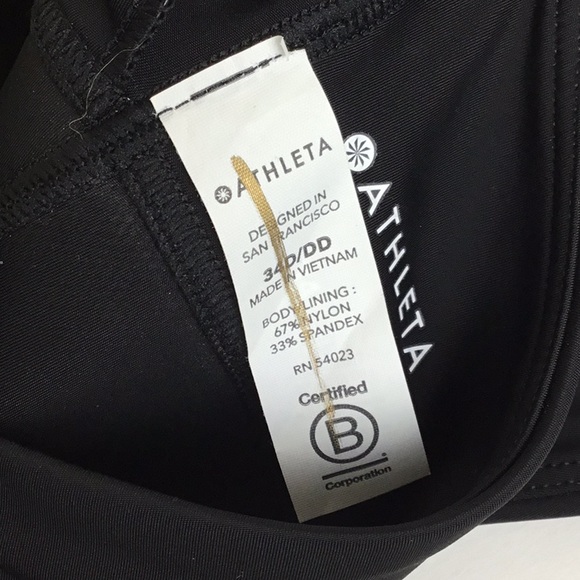 ATHLETA
DESIGNED IN
SAN FRANCISCO
34D/DD
MADE IN VIETNAM
BODY/LINING :
67% NYLON
33% SPANDEX
RN 54023
Certified
B
Corporation
ATHLETA